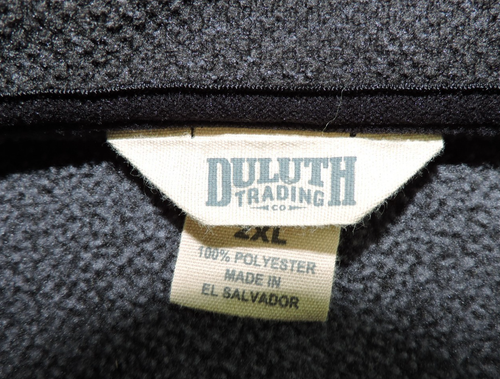 DULUTH
TRADING
CO
2XL
100% POLYESTER
MADE IN
EL SALVADOR